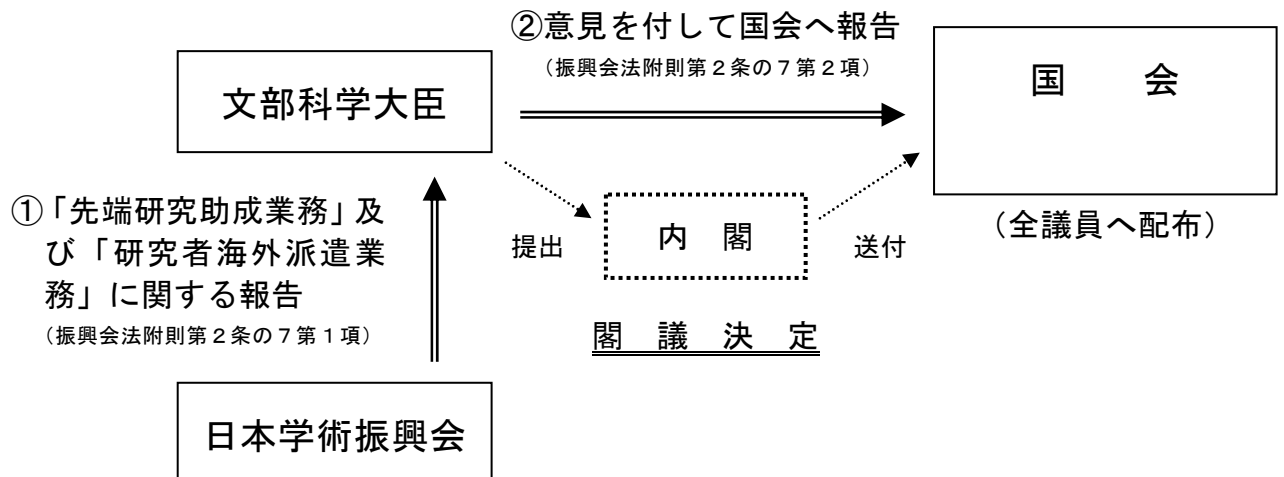 ②意見を付して国会へ報告
（振興会法附則第２条の７第２項）
文部科学大臣
国　会
①「先端研究助成業務」及
び「研究者海外派遣業
務」に関する報告
（振興会法附則第２条の７第１項）
提出
内　閣
送付
（全議員へ配布）
閣　議　決　定
日本学術振興会